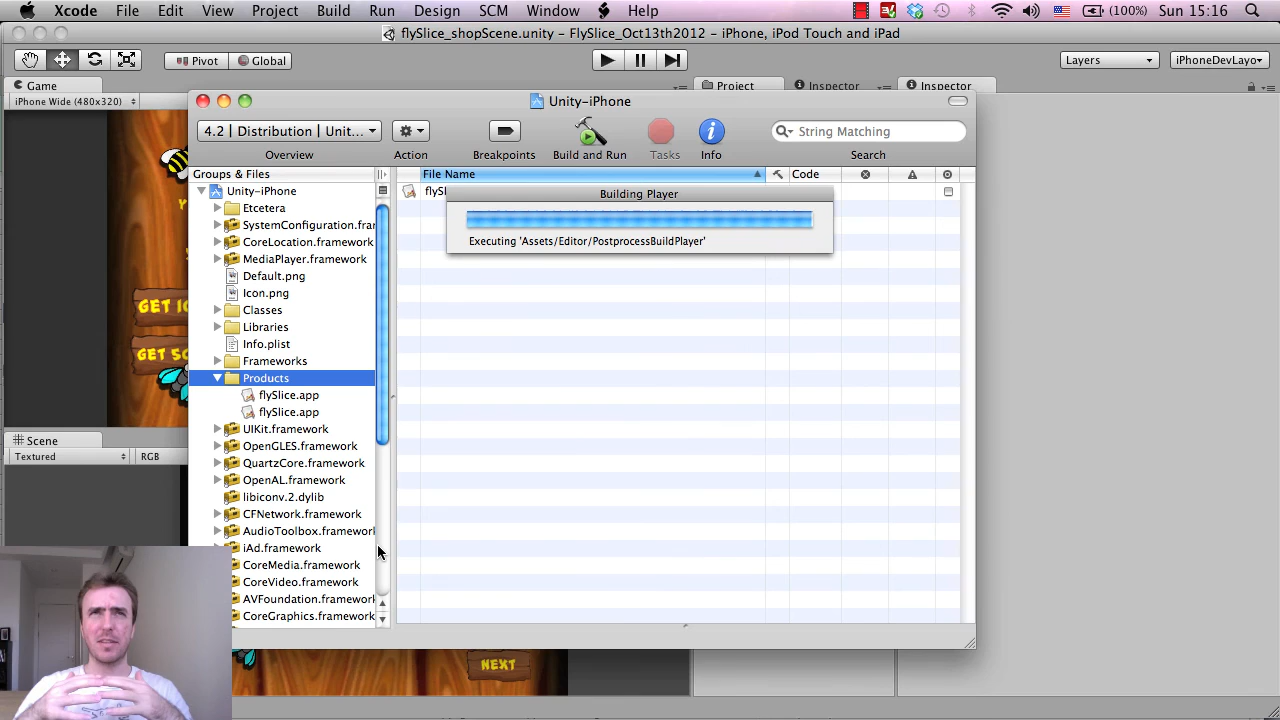 Xcode File Edit View Project Build Run Design SCM Window Help (100%) Sun 15:16
flySlice_shopScene.unity - FlySlice_Oct13th2012 - iPhone, iPod Touch and iPad
Pivot Global Layers iPhoneDevLayo
Game Project Inspector Inspector
iPhone Wide (480x320)
Unity-iPhone
4.2 | Distribution | Unit...
String Matching
Overview Action Breakpoints Build and Run Tasks Info Search
Groups & Files File Name Code
Unity-iPhone
Building Player
Executing 'Assets/Editor/PostprocessBuildPlayer'
Etcetera
SystemConfiguration.fra
CoreLocation.framework
MediaPlayer.framework
Default.png
Icon.png
Classes
Libraries
Info.plist
Frameworks
Products
flySlice.app
flySlice.app
UIKit.framework
OpenGLES.framework
QuartzCore.framework
OpenAL.framework
libiconv.2.dylib
CFNetwork.framework
AudioToolbox.framework
iAd.framework
CoreMedia.framework
CoreVideo.framework
AVFoundation.framework
CoreGraphics.framework
GET
GET
Scene
Textured RGB
NEXT